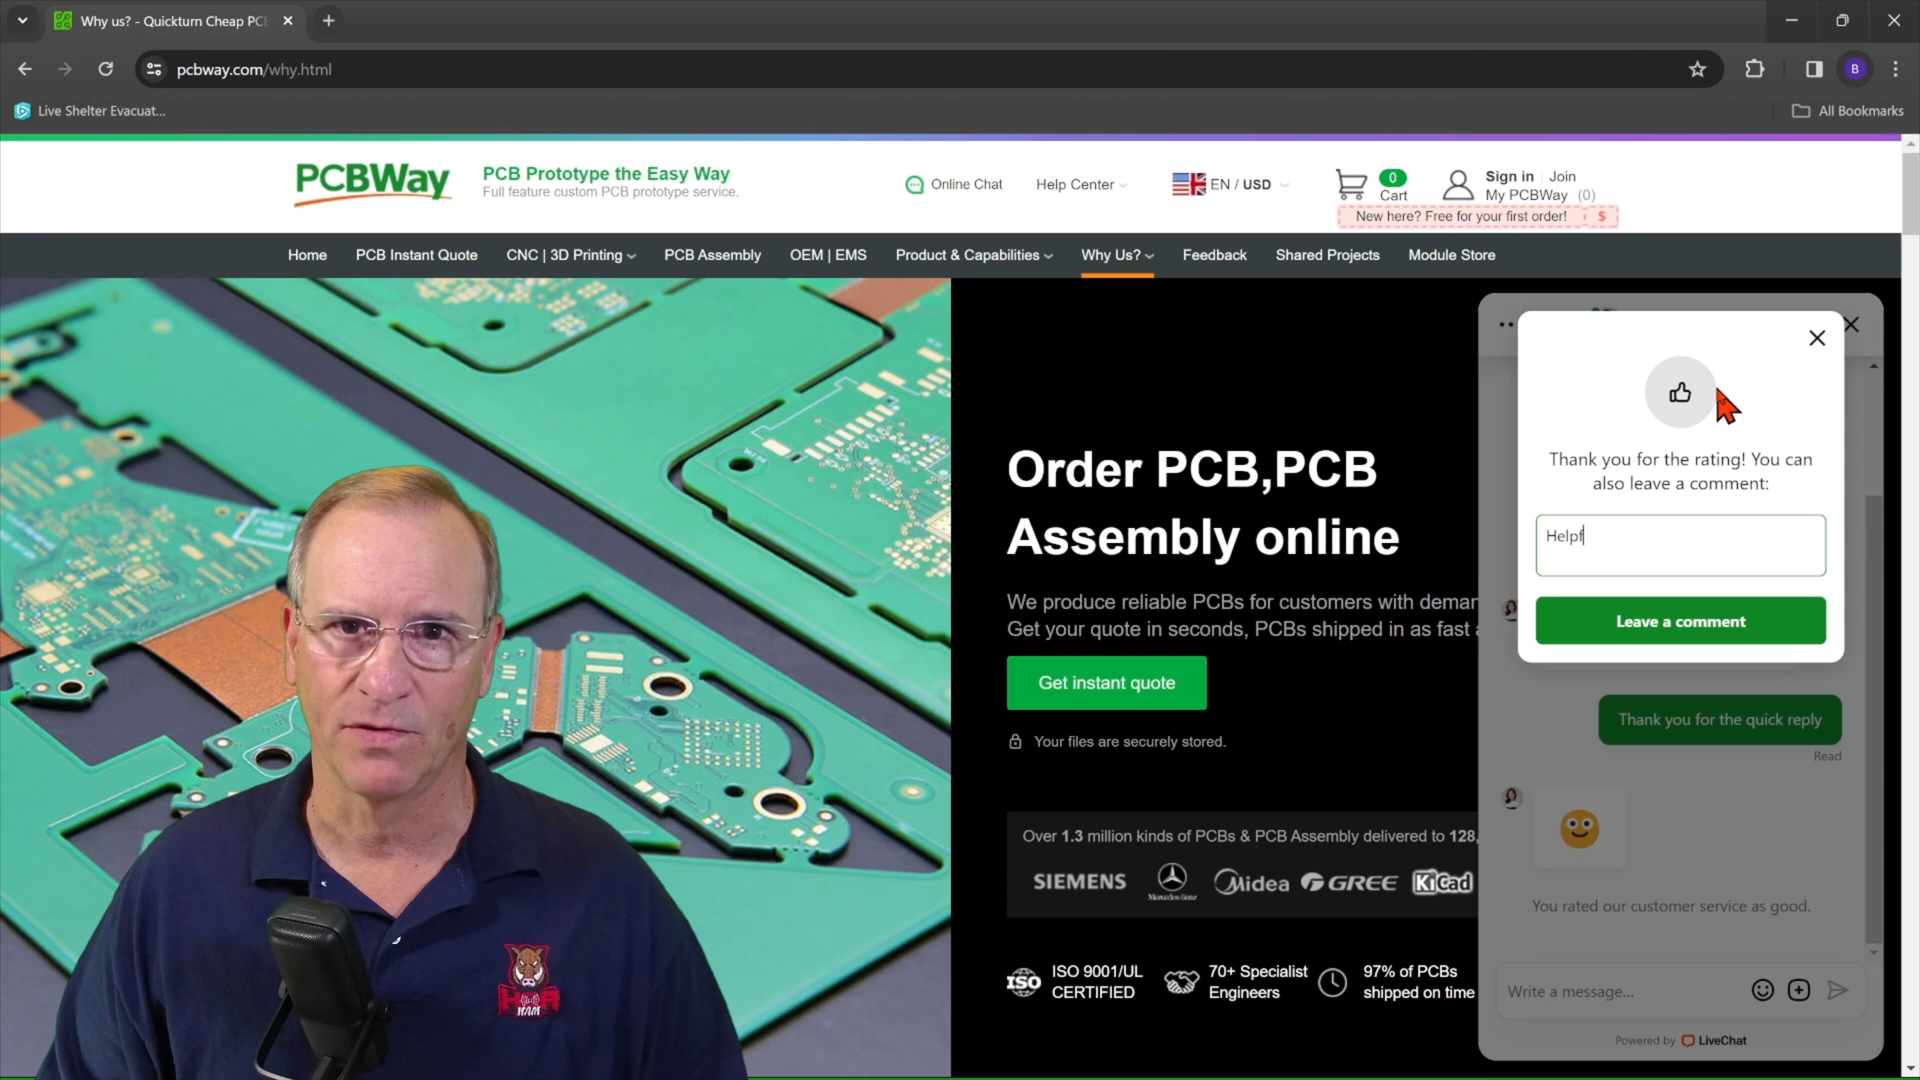 Why us? - Quickturn Cheap PCB
pcbway.com/why.html
B
Live Shelter Evacuat...
All Bookmarks
PCBWay
PCB Prototype the Easy Way
Full feature custom PCB prototype service.
Online Chat
Help Center
EN / USD
0
Cart
Sign in
Join
My PCBWay (0)
New here? Free for your first order!
$
Home
PCB Instant Quote
CNC | 3D Printing
PCB Assembly
OEM | EMS
Product & Capabilities
Why Us?
Feedback
Shared Projects
Module Store
Order PCB,PCB
Assembly online
We produce reliable PCBs for customers with deman
Get your quote in seconds, PCBs shipped in as fast a
Get instant quote
Your files are securely stored.
Over 1.3 million kinds of PCBs & PCB Assembly delivered to 128,
SIEMENS
Mercedes-Benz
Midea
GREE
KiCad
ISO
ISO 9001/UL
CERTIFIED
70+ Specialist
Engineers
97% of PCBs
shipped on time
Thank you for the rating! You can
also leave a comment:
Helpf
Leave a comment
Thank you for the quick reply
Read
You rated our customer service as good.
Write a message...
Powered by LiveChat
HAM